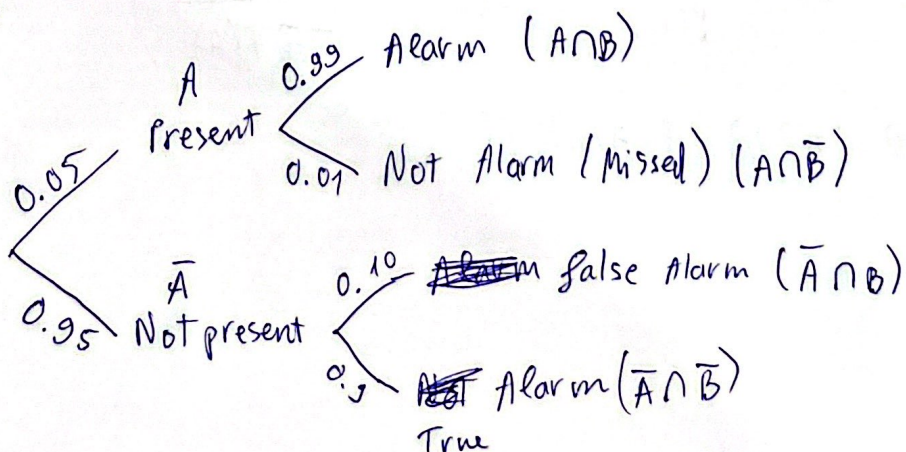 A
Present
0.05
0.99 Alarm (A∩B)
0.01 Not Alarm (Missed) (A∩B̅)
A̅
Not present
0.95
0.10 false Alarm (A̅∩B)
0.9 Alarm (A̅∩B̅)
True